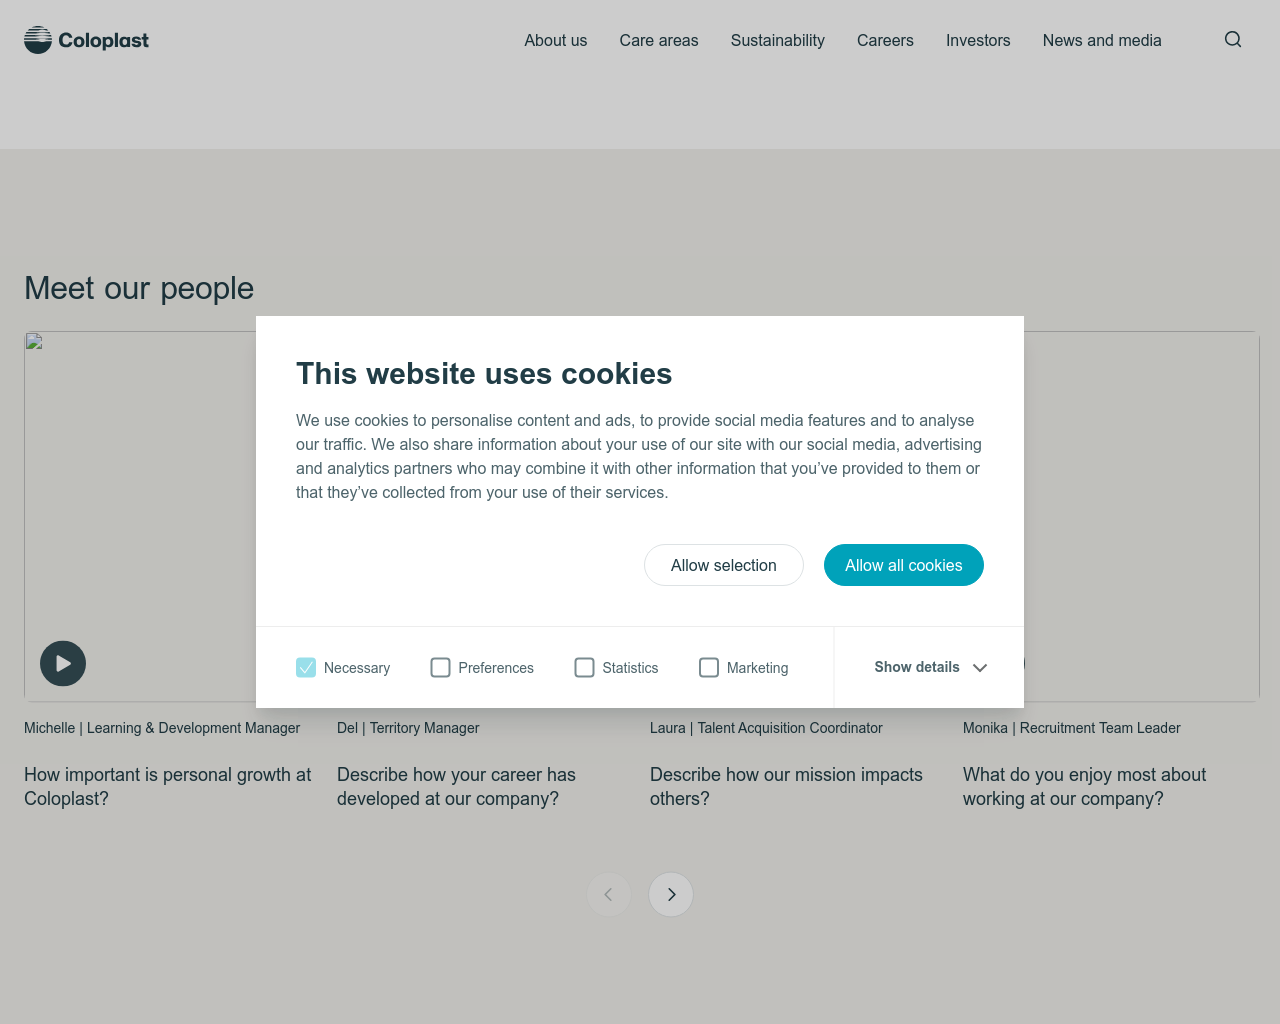 Coloplast
About us
Care areas
Sustainability
Careers
Investors
News and media
Meet our people
This website uses cookies
We use cookies to personalise content and ads, to provide social media features and to analyse
our traffic. We also share information about your use of our site with our social media, advertising
and analytics partners who may combine it with other information that you’ve provided to them or
that they’ve collected from your use of their services.
Allow selection
Allow all cookies
Necessary
Preferences
Statistics
Marketing
Show details
Michelle | Learning & Development Manager
How important is personal growth at
Coloplast?
Del | Territory Manager
Describe how your career has
developed at our company?
Laura | Talent Acquisition Coordinator
Describe how our mission impacts
others?
Monika | Recruitment Team Leader
What do you enjoy most about
working at our company?